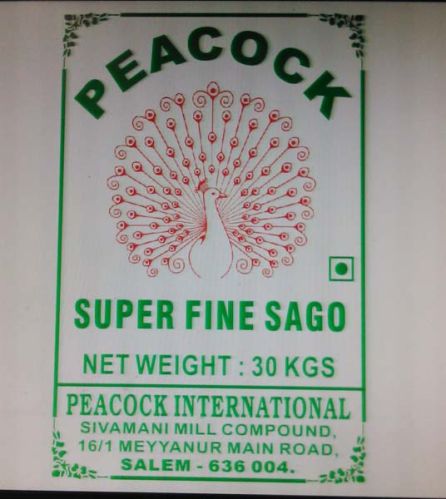 PEACOCK
SUPER FINE SAGO
NET WEIGHT : 30 KGS
PEACOCK INTERNATIONAL
SIVAMANI MILL COMPOUND,
16/1 MEYYANUR MAIN ROAD,
SALEM - 636 004.